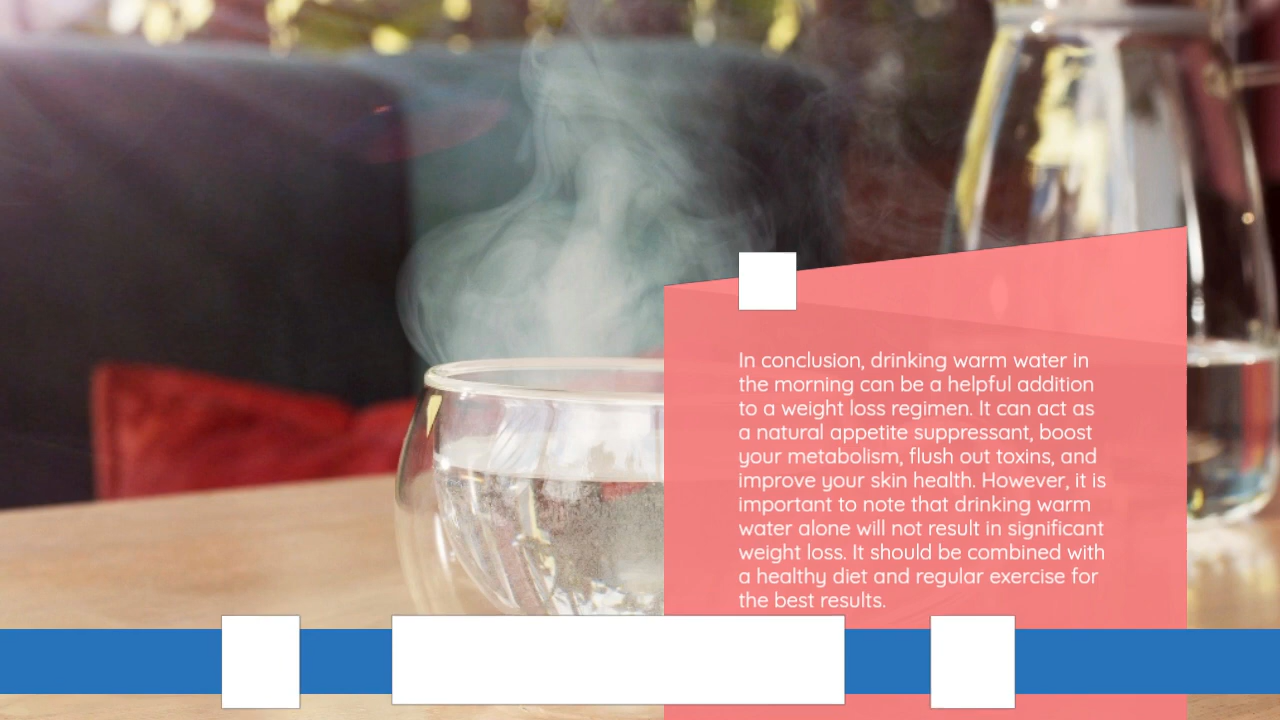 In conclusion, drinking warm water in
the morning can be a helpful addition
to a weight loss regimen. It can act as
a natural appetite suppressant, boost
your metabolism, flush out toxins, and
improve your skin health. However, it is
important to note that drinking warm
water alone will not result in significant
weight loss. It should be combined with
a healthy diet and regular exercise for
the best results.